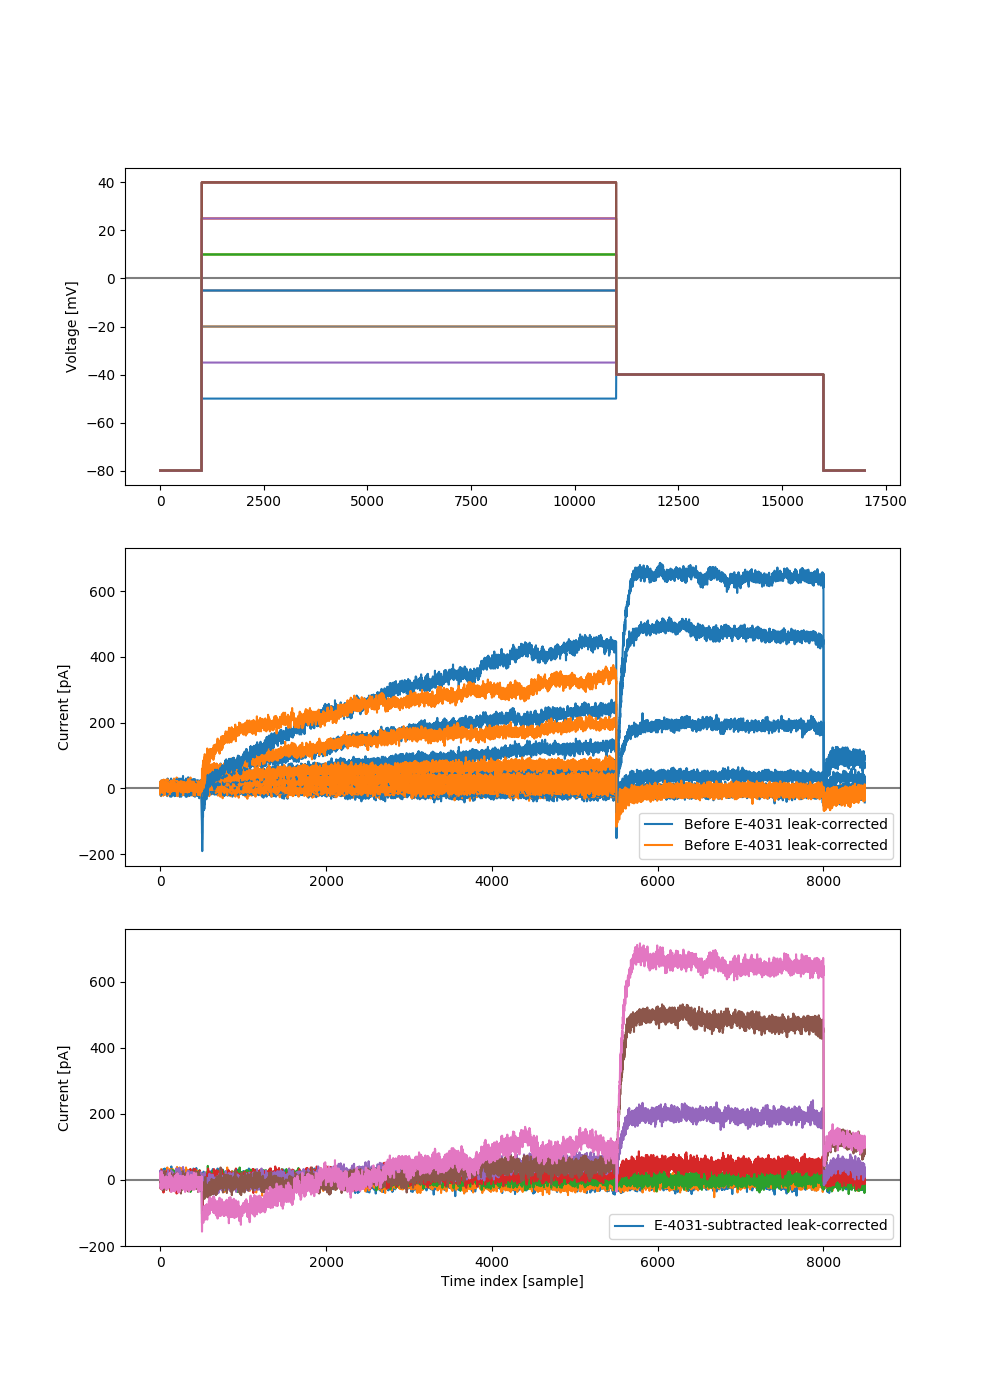 Voltage [mV]
40
20
0
−20
−40
−60
−80
0 2500 5000 7500 10000 12500 15000 17500
Current [pA]
600
400
200
0
−200
Before E-4031 leak-corrected
Before E-4031 leak-corrected
0 2000 4000 6000 8000
Current [pA]
600
400
200
0
−200
E-4031-subtracted leak-corrected
0 2000 4000 6000 8000
Time index [sample]